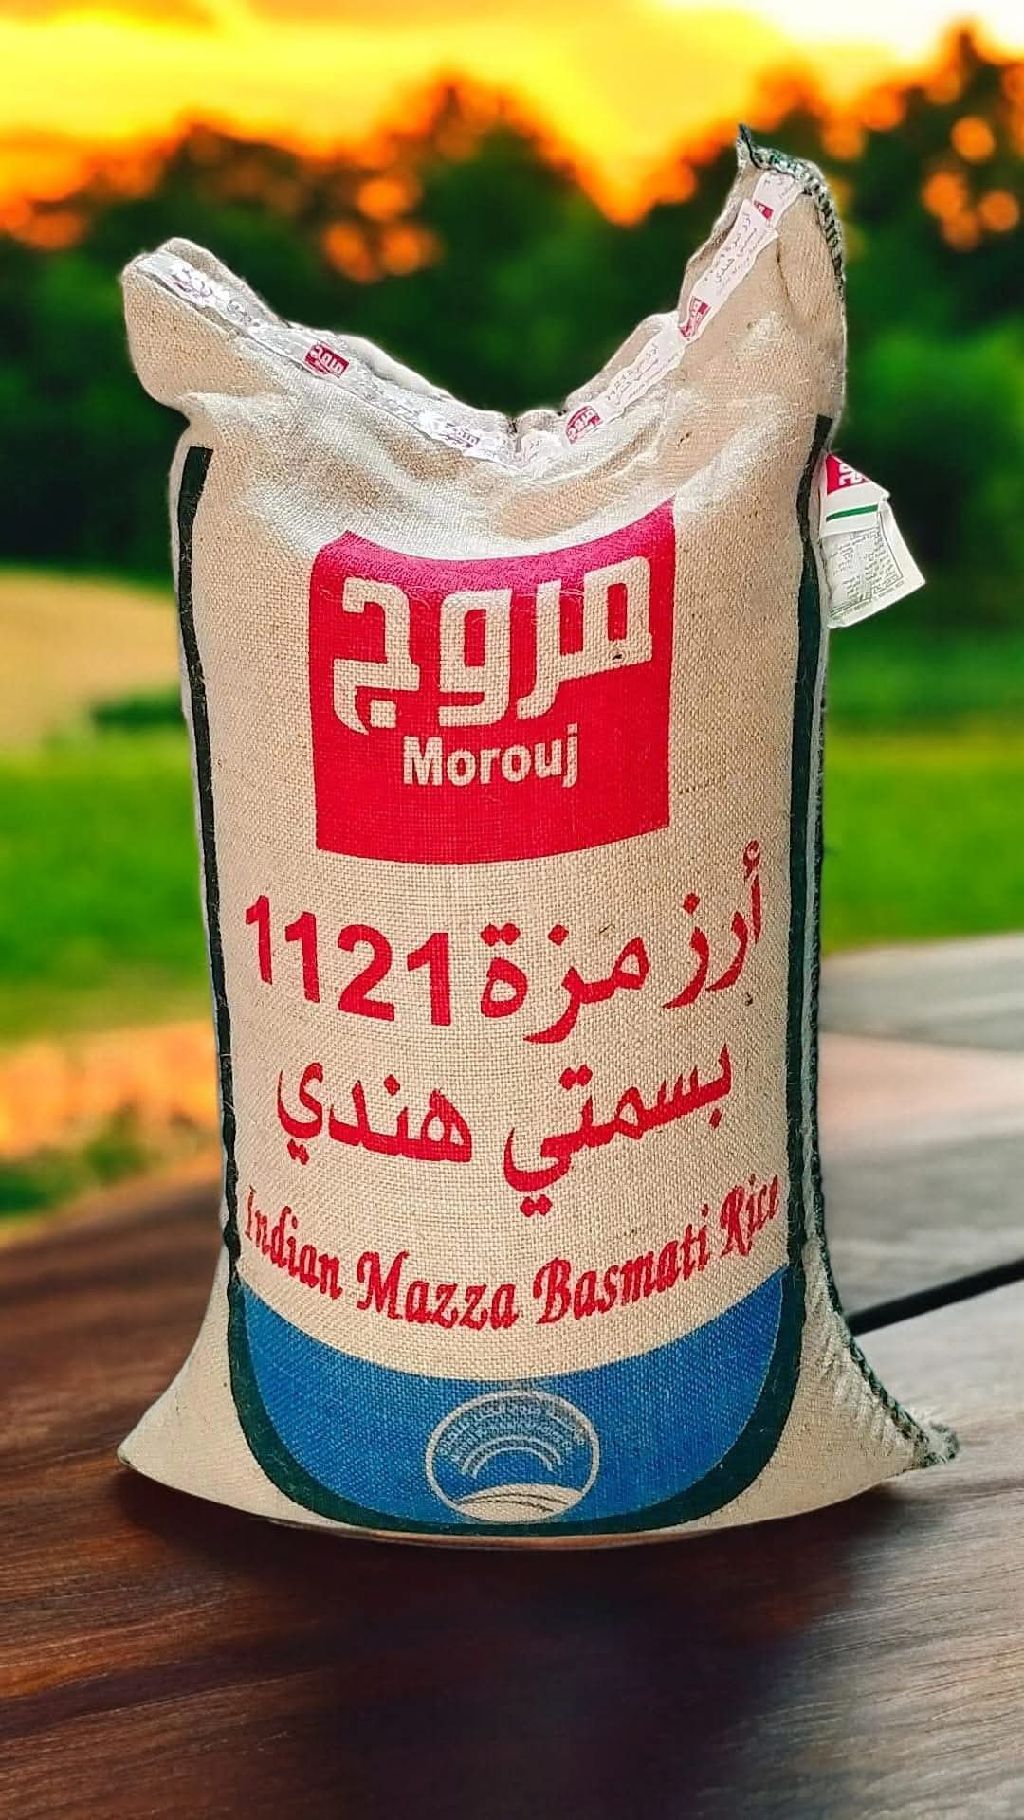 مروج
Morouj
أرز مزة 1121
بسمتي هندي
Indian Mazza Basmati Rice